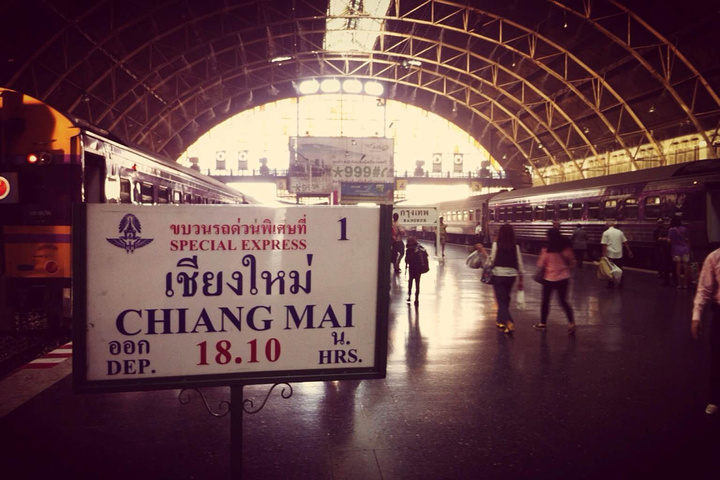 ขบวนรถด่วนพิเศษที่ 1
SPECIAL EXPRESS
เชียงใหม่
CHIANG MAI
ออก 18.10 น.
DEP. HRS.
*999#
กรุงเทพ
BANGKOK